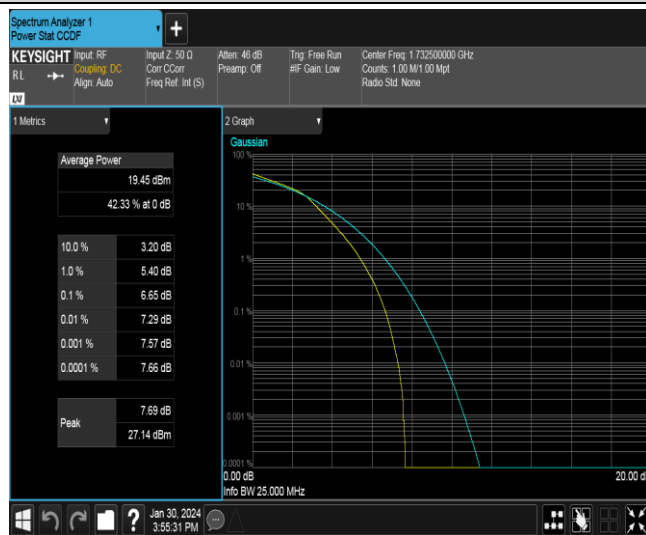 Spectrum Analyzer 1
Power Stat CCDF
+
KEYSIGHT
RL
LXI
Input: RF
Coupling: DC
Align: Auto
Input Z: 50 Ω
Corr CCorr
Freq Ref: Int (S)
Atten: 46 dB
Preamp: Off
Trig: Free Run
#IF Gain: Low
Center Freq: 1.732500000 GHz
Counts: 1.00 M/1.00 Mpt
Radio Std: None
1 Metrics
Average Power
19.45 dBm
42.33 % at 0 dB
10.0 % 3.20 dB
1.0 % 5.40 dB
0.1 % 6.65 dB
0.01 % 7.29 dB
0.001 % 7.57 dB
0.0001 % 7.66 dB
Peak
7.69 dB
27.14 dBm
2 Graph
Gaussian
100 %
10 %
1 %
0.1 %
0.01 %
0.001 %
0.0001 %
0.00 dB
20.00 d
Info BW 25.000 MHz
?
Jan 30, 2024
3:55:31 PM